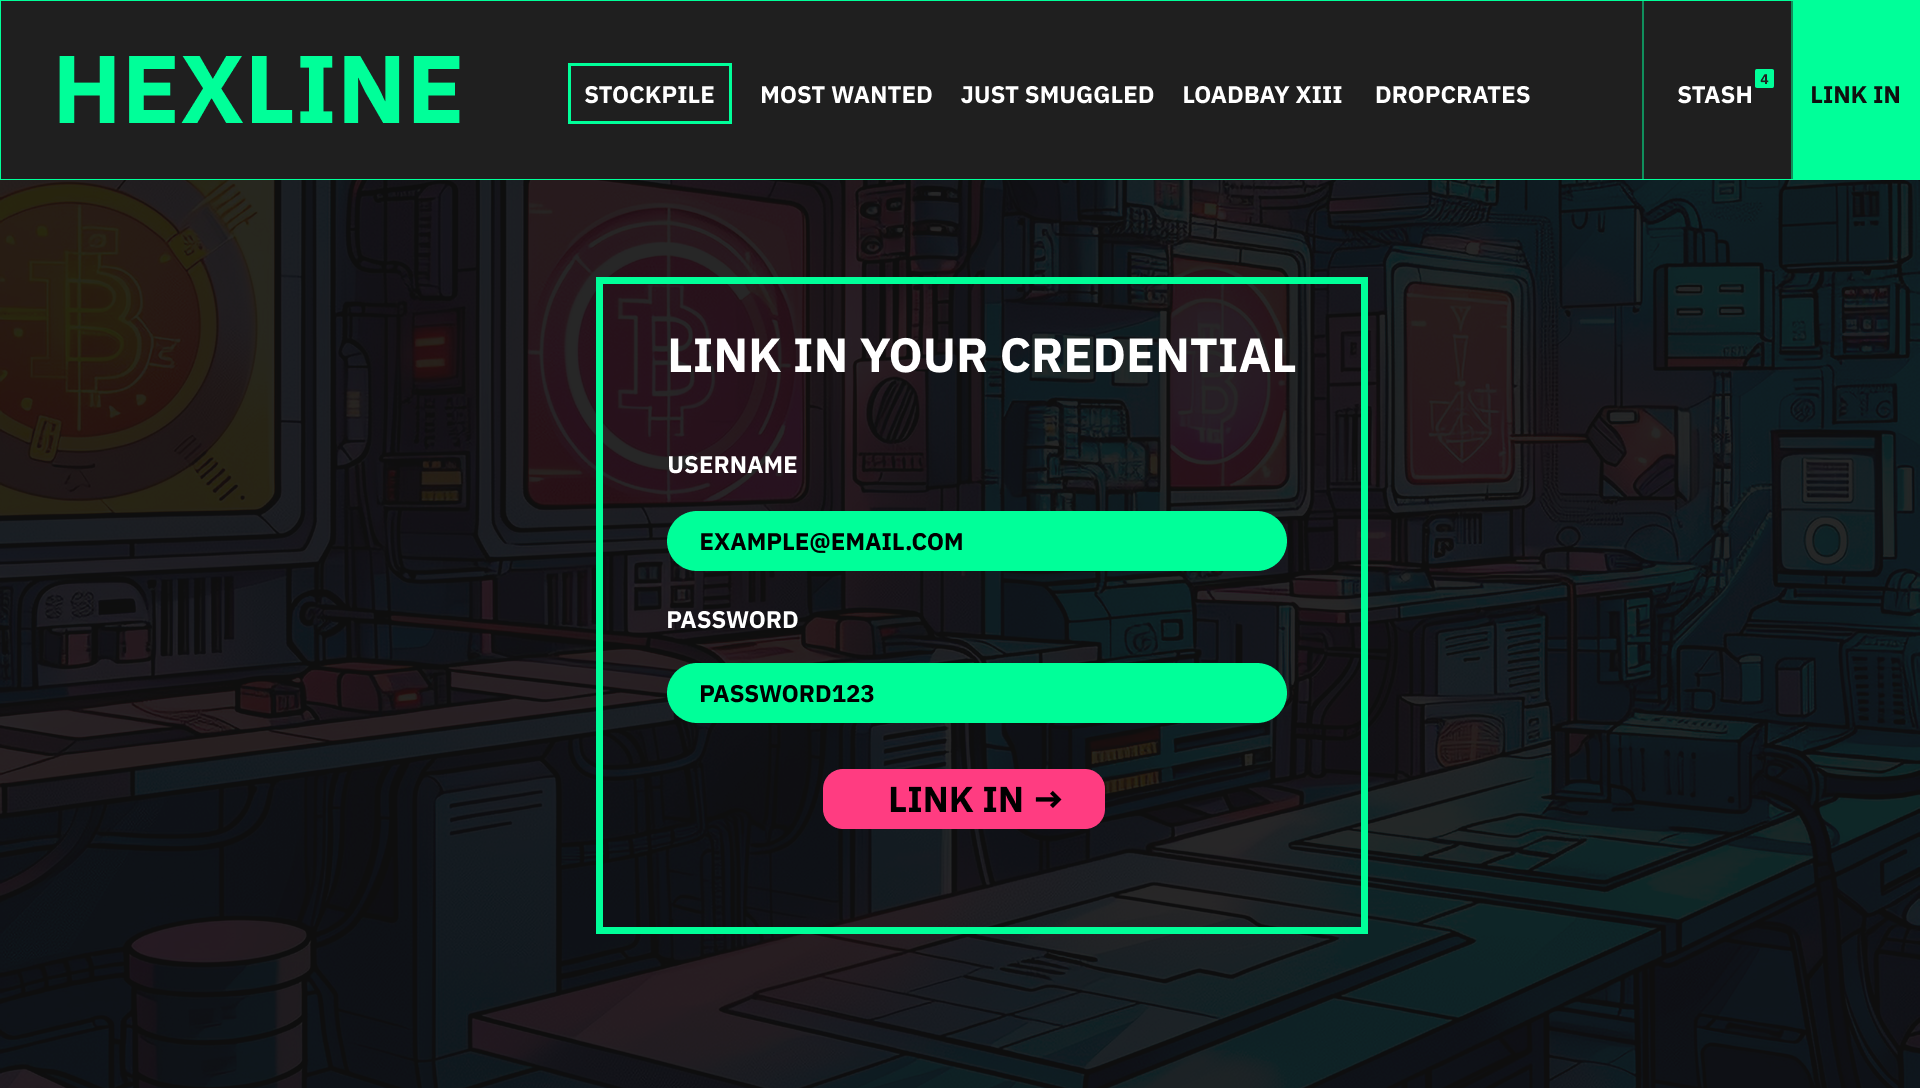 HEXLINE
STOCKPILE
MOST WANTED
JUST SMUGGLED
LOADBAY XIII
DROPCRATES
STASH
4
LINK IN
LINK IN YOUR CREDENTIAL
USERNAME
EXAMPLE@EMAIL.COM
PASSWORD
PASSWORD123
LINK IN →